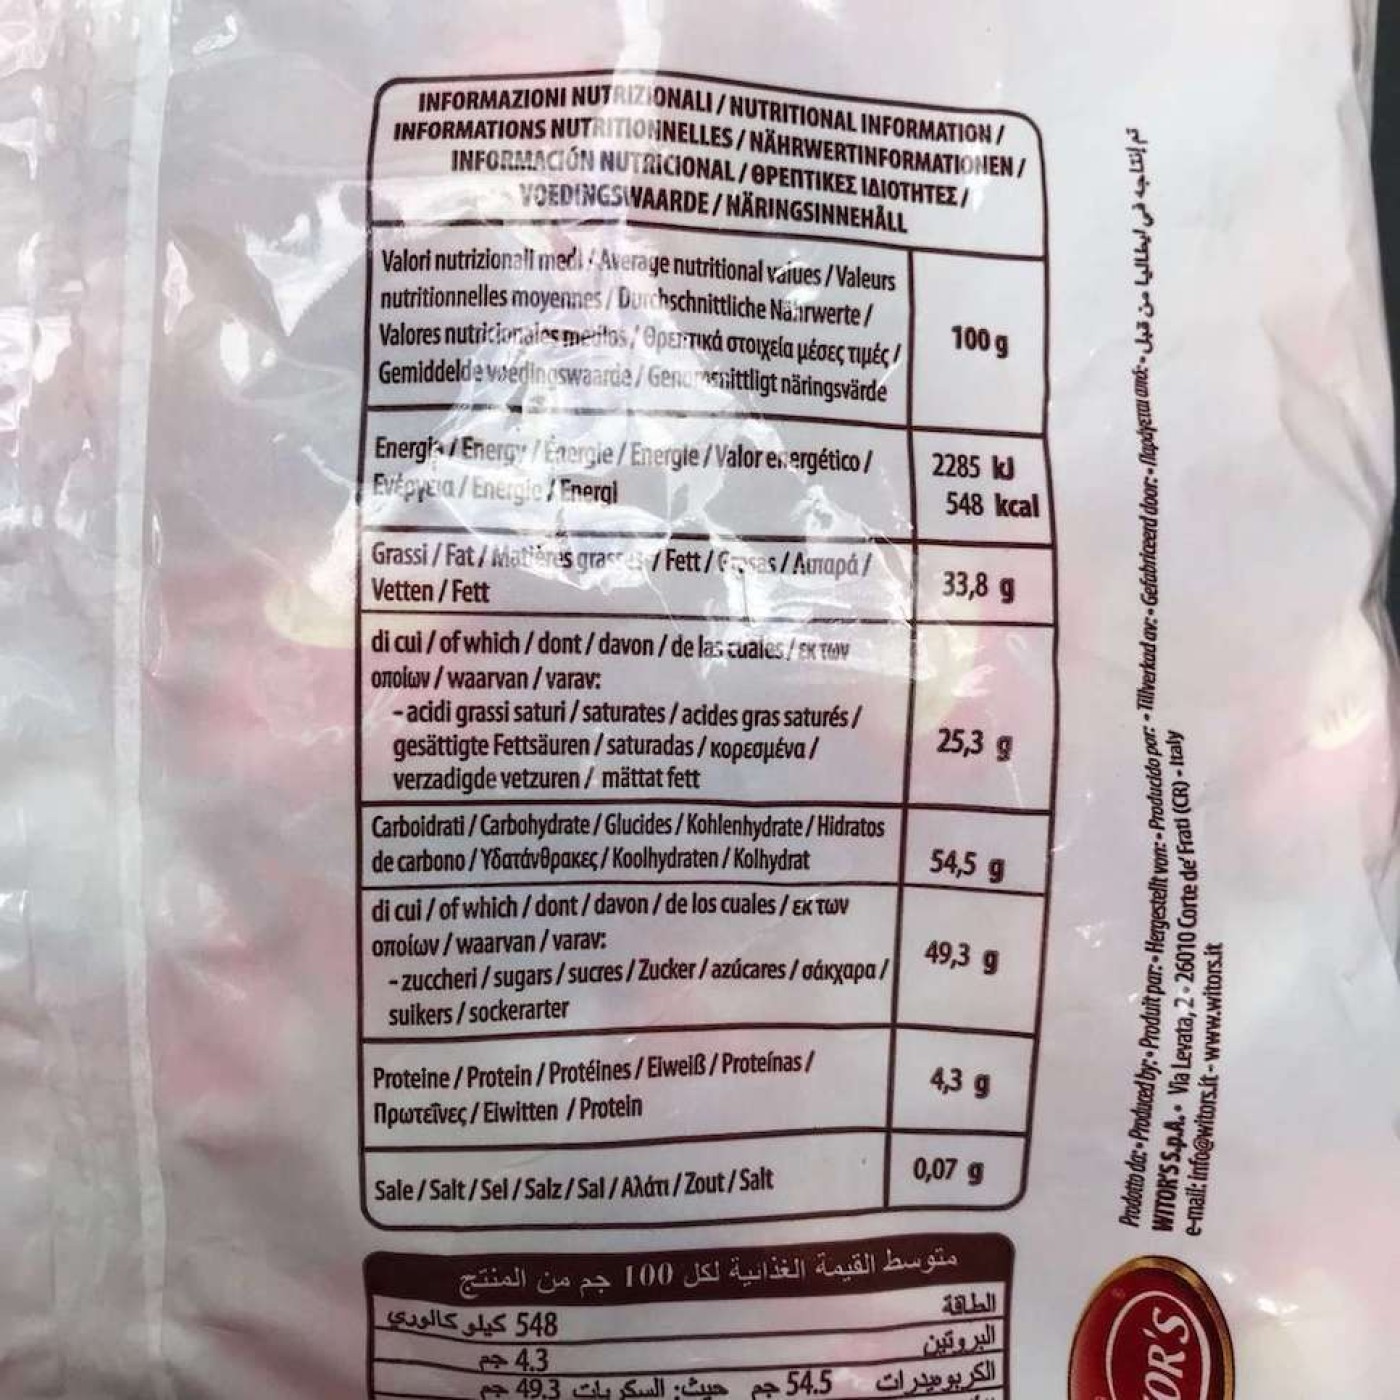 INFORMAZIONI NUTRIZIONALI / NUTRITIONAL INFORMATION /
INFORMATIONS NUTRITIONNELLES / NÄHRWERTINFORMATIONEN /
INFORMACIÓN NUTRICIONAL / ΘΡΕΠΤΙΚΕΣ ΙΔΙΟΤΗΤΕΣ /
VOEDINGSWAARDE / NÄRINGSINNEHÅLL
Valori nutrizionali medi / Average nutritional values / Valeurs
nutritionnelles moyennes / Durchschnittliche Nährwerte /
Valores nutricionales medios / Θρεπτικά στοιχεία μέσες τιμές /
Gemiddelde voedingswaarde / Genomsnittligt näringsvärde
100 g
Energia / Energy / Énergie / Energie / Valor energético /
Ενέργεια / Energie / Energi
2285 kJ
548 kcal
Grassi / Fat / Matières grasses / Fett / Grasas / Λιπαρά /
Vetten / Fett
33,8 g
di cui / of which / dont / davon / de las cuales / εκ των
οποίων / waarvan / varav:
- acidi grassi saturi / saturates / acides gras saturés /
gesättigte Fettsäuren / saturadas / κορεσμένα /
verzadigde vetzuren / mättat fett
25,3 g
Carboidrati / Carbohydrate / Glucides / Kohlenhydrate / Hidratos
de carbono / Υδατάνθρακες / Koolhydraten / Kolhydrat
54,5 g
di cui / of which / dont / davon / de los cuales / εκ των
οποίων / waarvan / varav:
- zuccheri / sugars / sucres / Zucker / azúcares / σάκχαρα /
suikers / sockerarter
49,3 g
Proteine / Protein / Protéines / Eiweiß / Proteínas /
Πρωτεΐνες / Eiwitten / Protein
4,3 g
Sale / Salt / Sel / Salz / Sal / Αλάτι / Zout / Salt
0,07 g
متوسط القيمة الغذائية لكل 100 جم من المنتج
الطاقة 548 كيلو كالوري
البروتين 4.3 جم
الكربوهيدرات 54.5 جم حيث: السكريات 49.3 جم
Prodotto da: • Produced by: • Produit par: • Hergestellt von: • Producido por: • Tillverkad av: • Gefabriceerd door: • Παράγεται από: • تم إنتاجه في إيطاليا من قبل
WITOR'S S.p.A. • Via Levata, 2 - 26010 Corte de' Frati (CR) - Italy
e-mail: info@witors.it - www.witors.it
OR'S